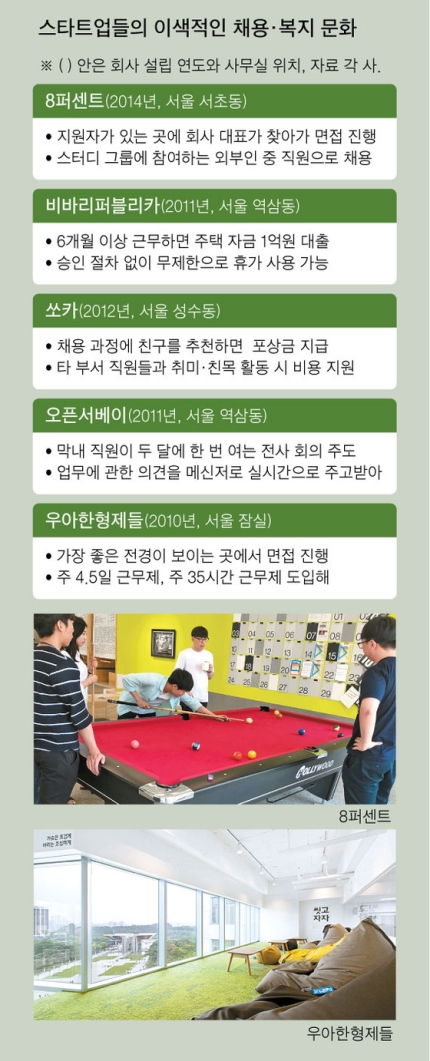 스타트업들의 이색적인 채용·복지 문화
※ ( ) 안은 회사 설립 연도와 사무실 위치, 자료 각 사.
8퍼센트(2014년, 서울 서초동)
• 지원자가 있는 곳에 회사 대표가 찾아가 면접 진행
• 스터디 그룹에 참여하는 외부인 중 직원으로 채용
비바리퍼블리카(2011년, 서울 역삼동)
• 6개월 이상 근무하면 주택 자금 1억원 대출
• 승인 절차 없이 무제한으로 휴가 사용 가능
쏘카(2012년, 서울 성수동)
• 채용 과정에 친구를 추천하면 포상금 지급
• 타 부서 직원들과 취미·친목 활동 시 비용 지원
오픈서베이(2011년, 서울 역삼동)
• 막내 직원이 두 달에 한 번 여는 전사 회의 주도
• 업무에 관한 의견을 메신저로 실시간으로 주고받아
우아한형제들(2010년, 서울 잠실)
• 가장 좋은 전경이 보이는 곳에서 면접 진행
• 주 4.5일 근무제, 주 35시간 근무제 도입해
HOLLYWOOD
8퍼센트
씻고
자자
우아한형제들